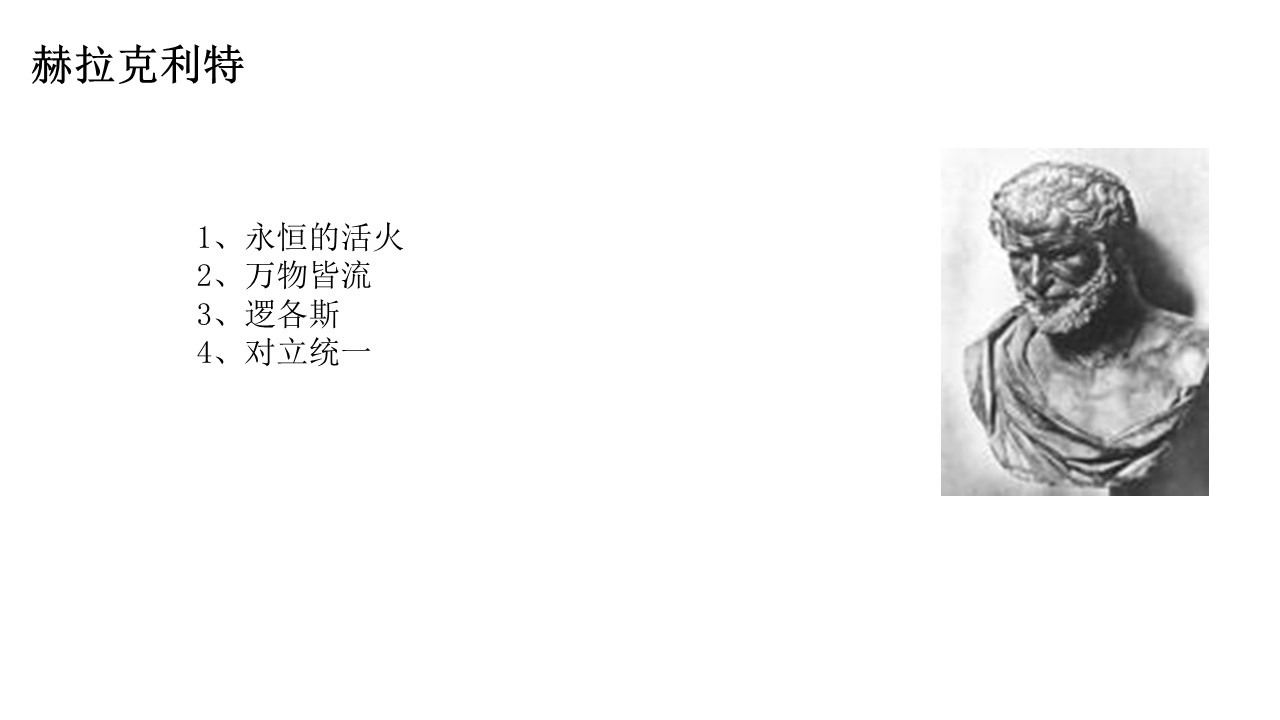 赫拉克利特
1、永恒的活火
2、万物皆流
3、逻各斯
4、对立统一